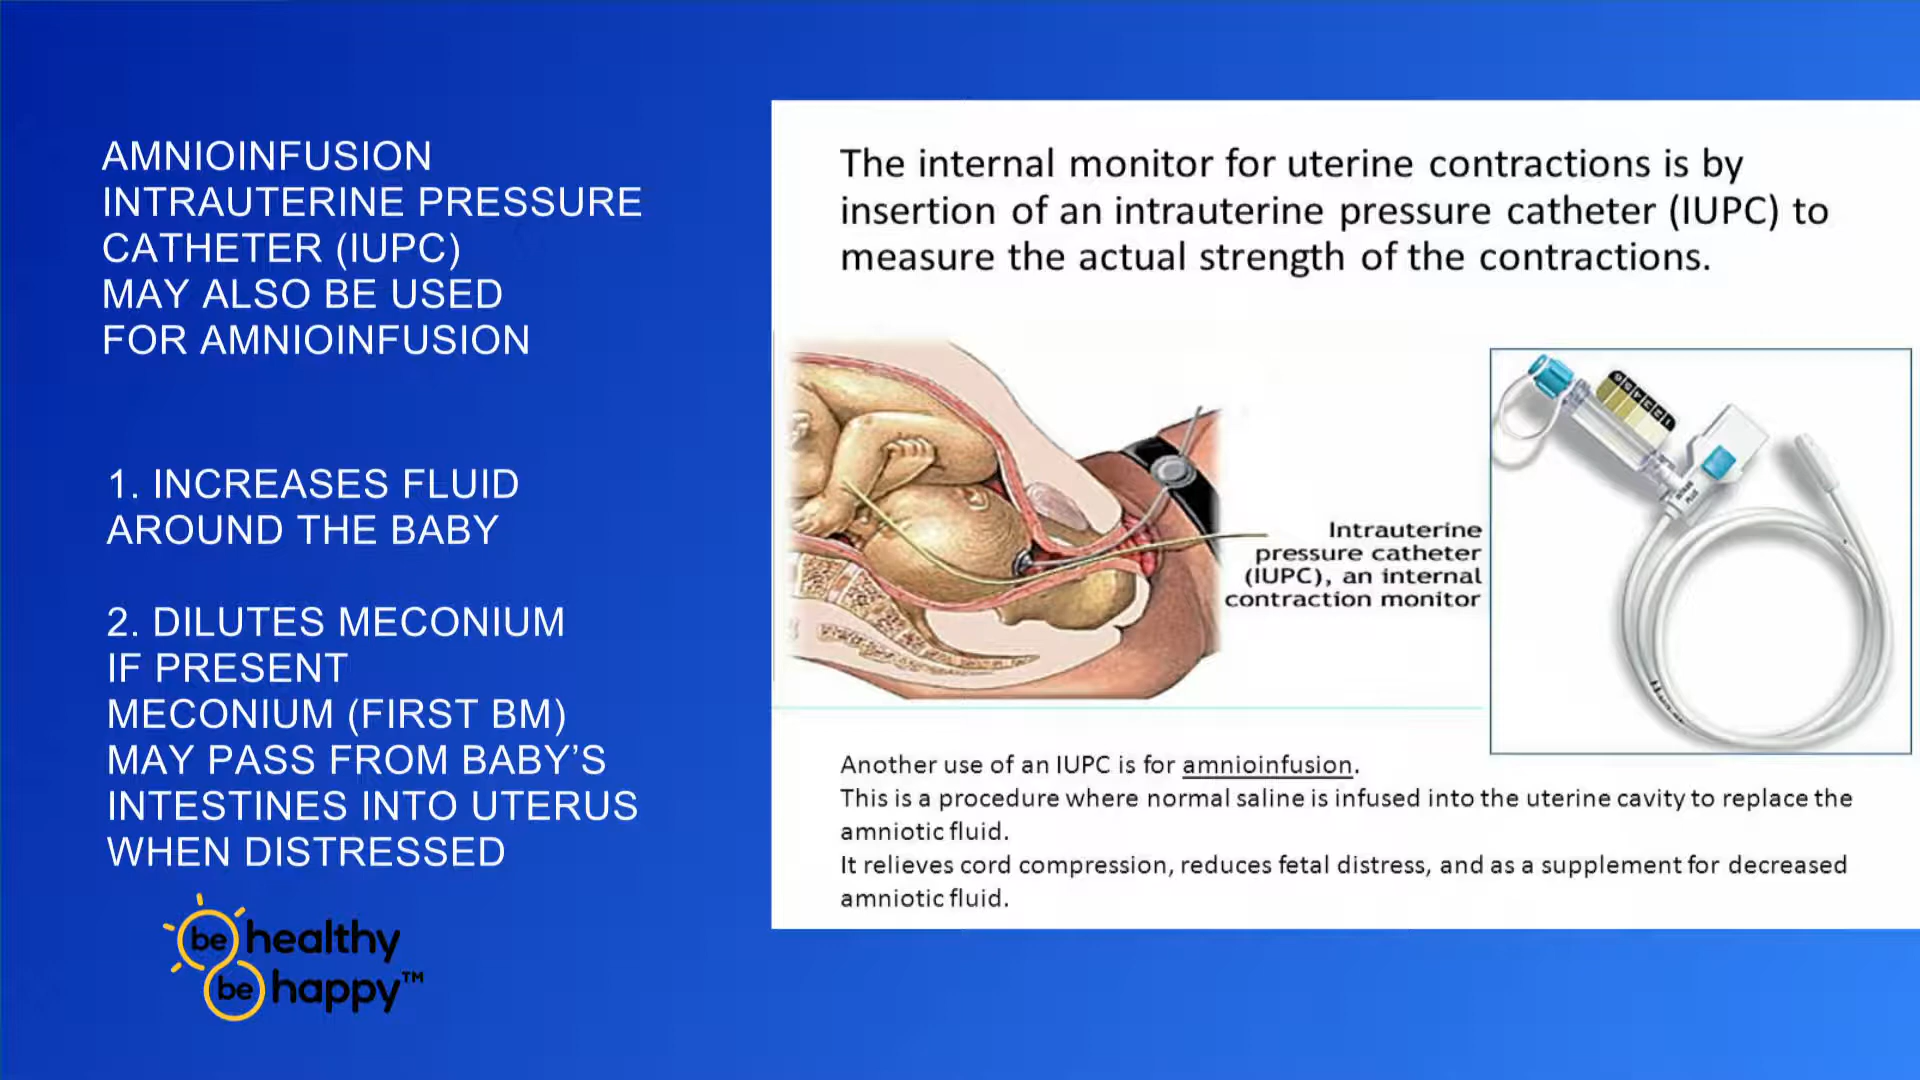 AMNIOINFUSION
INTRAUTERINE PRESSURE
CATHETER (IUPC)
MAY ALSO BE USED
FOR AMNIOINFUSION
1. INCREASES FLUID
AROUND THE BABY
2. DILUTES MECONIUM
IF PRESENT
MECONIUM (FIRST BM)
MAY PASS FROM BABY’S
INTESTINES INTO UTERUS
WHEN DISTRESSED
be healthy
be happy™
The internal monitor for uterine contractions is by
insertion of an intrauterine pressure catheter (IUPC) to
measure the actual strength of the contractions.
Intrauterine
pressure catheter
(IUPC), an internal
contraction monitor
Another use of an IUPC is for amnioinfusion.
This is a procedure where normal saline is infused into the uterine cavity to replace the
amniotic fluid.
It relieves cord compression, reduces fetal distress, and as a supplement for decreased
amniotic fluid.